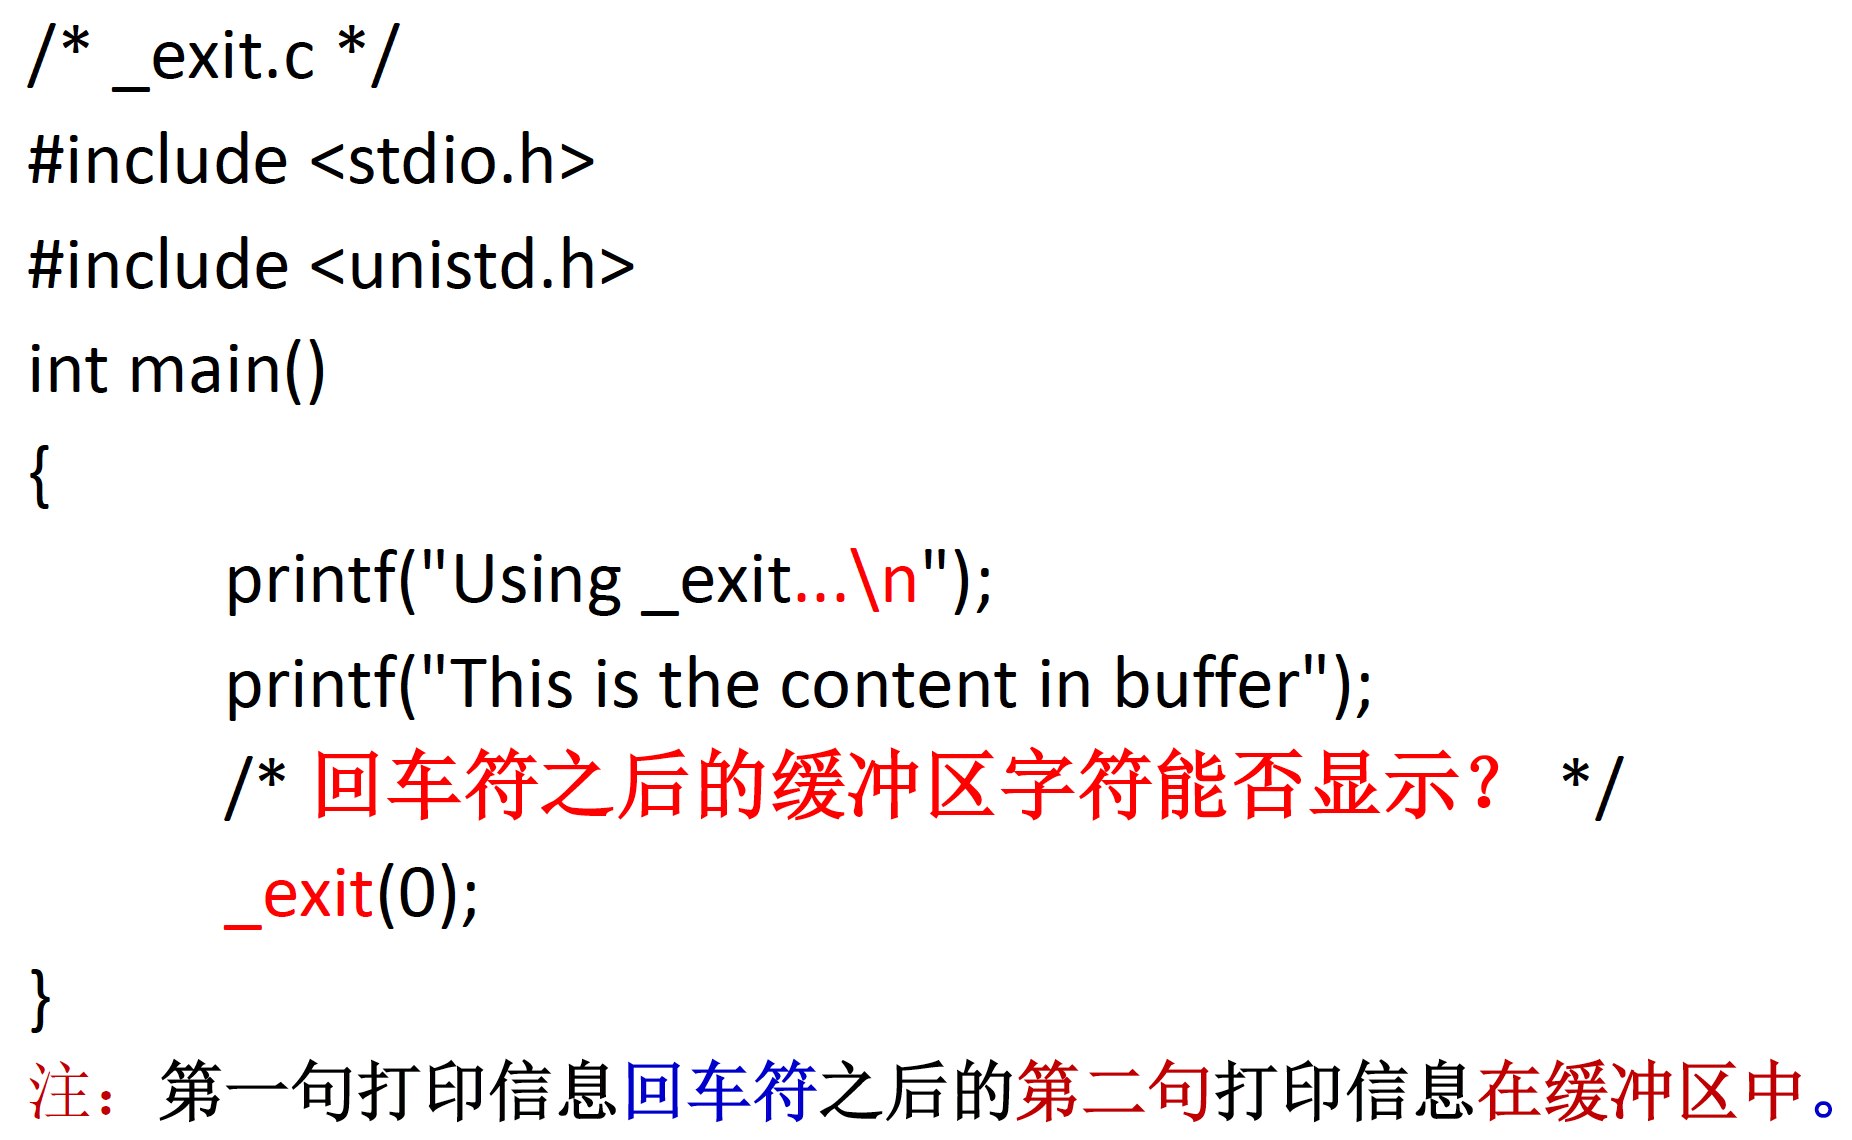 /* _exit.c */
#include <stdio.h>
#include <unistd.h>
int main()
{
printf("Using _exit...\n");
printf("This is the content in buffer");
/* 回车符之后的缓冲区字符能否显示？ */
_exit(0);
}
注：第一句打印信息回车符之后的第二句打印信息在缓冲区中。